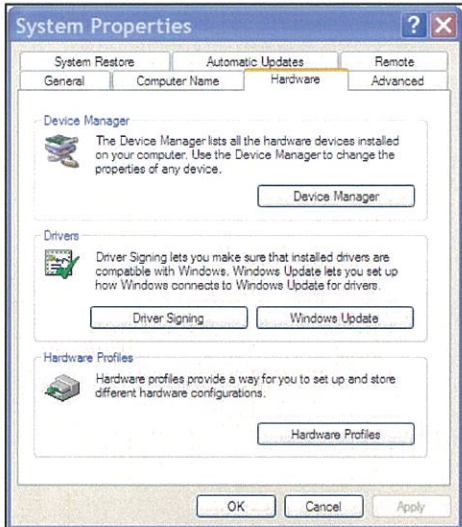 System Properties
System Restore Automatic Updates Remote
General Computer Name Hardware Advanced
Device Manager
The Device Manager lists all the hardware devices installed
on your computer. Use the Device Manager to change the
properties of any device.
Device Manager
Drivers
Driver Signing lets you make sure that installed drivers are
compatible with Windows. Windows Update lets you set up
how Windows connects to Windows Update for drivers.
Driver Signing Windows Update
Hardware Profiles
Hardware profiles provide a way for you to set up and store
different hardware configurations.
Hardware Profiles
OK Cancel Apply